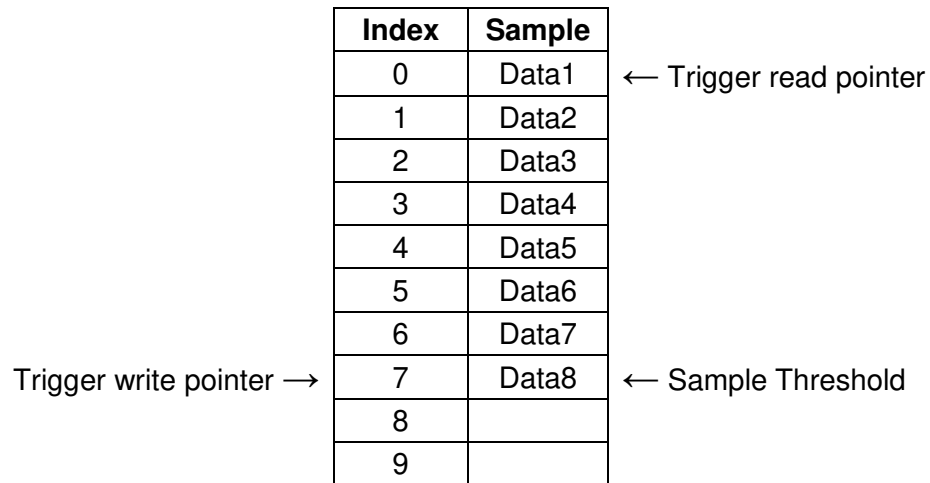 Index Sample
0 Data1 ← Trigger read pointer
1 Data2
2 Data3
3 Data4
4 Data5
5 Data6
6 Data7
Trigger write pointer → 7 Data8 ← Sample Threshold
8
9